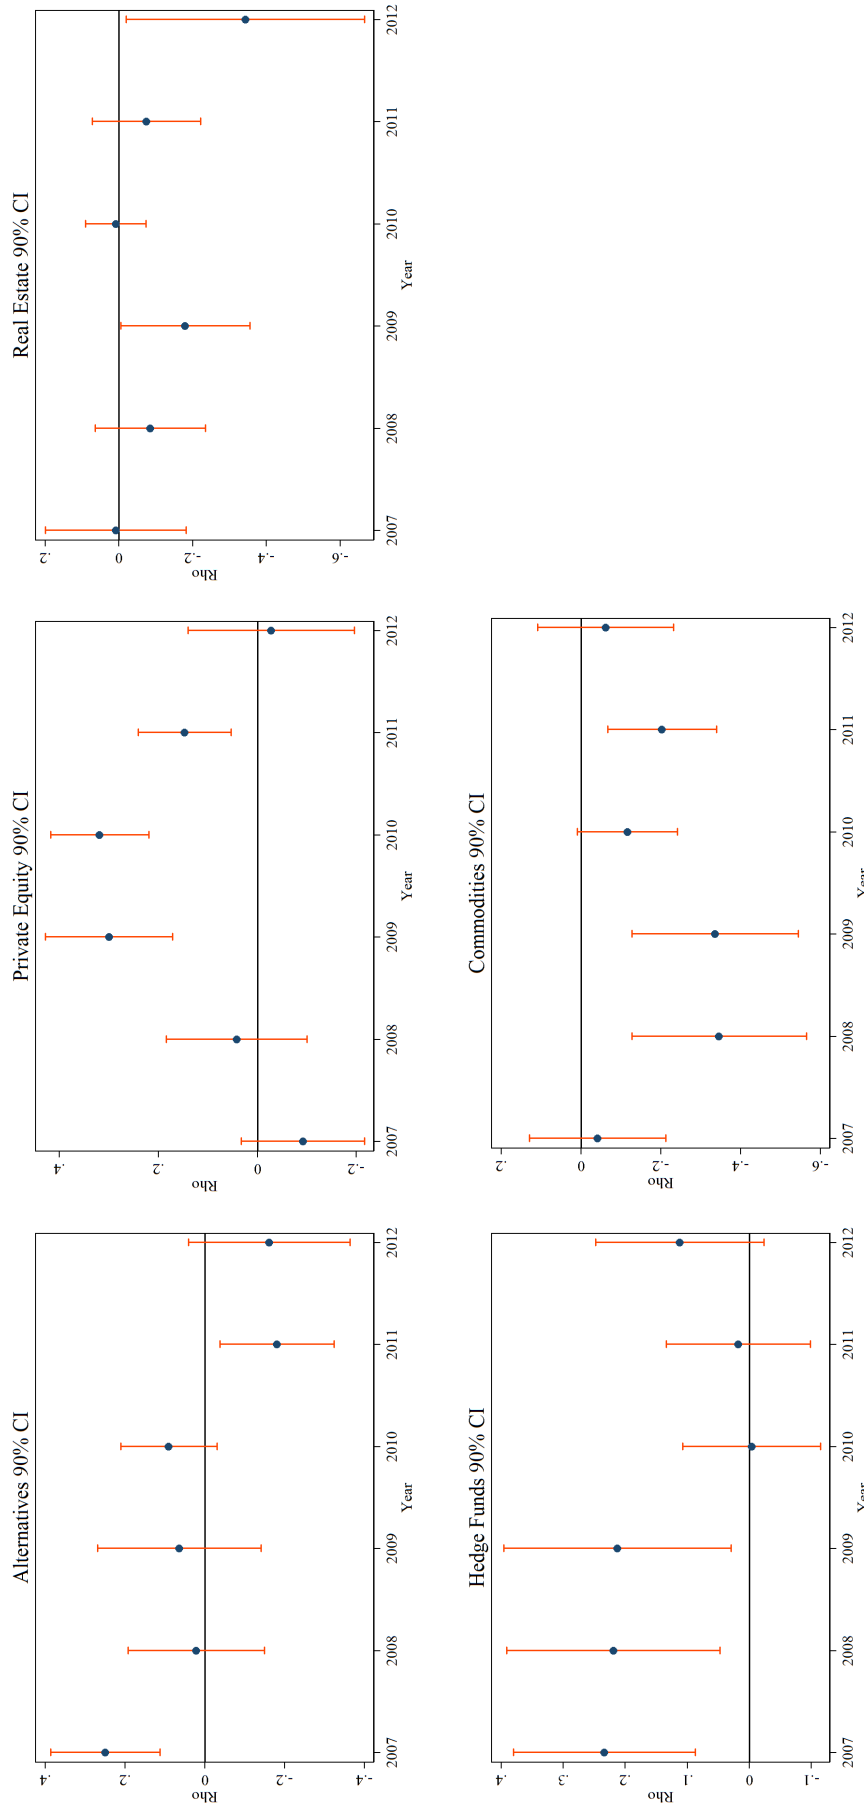 Alternatives 90% CI
Rho
.4
.2
0
-.2
-.4
2007 2008 2009 2010 2011 2012
Year
Private Equity 90% CI
Rho
.4
.2
0
-.2
2007 2008 2009 2010 2011 2012
Year
Real Estate 90% CI
Rho
.2
0
-.2
-.4
-.6
2007 2008 2009 2010 2011 2012
Year
Hedge Funds 90% CI
Rho
.4
.3
.2
.1
0
-.1
2007 2008 2009 2010 2011 2012
Year
Commodities 90% CI
Rho
.2
0
-.2
-.4
-.6
2007 2008 2009 2010 2011 2012
Year